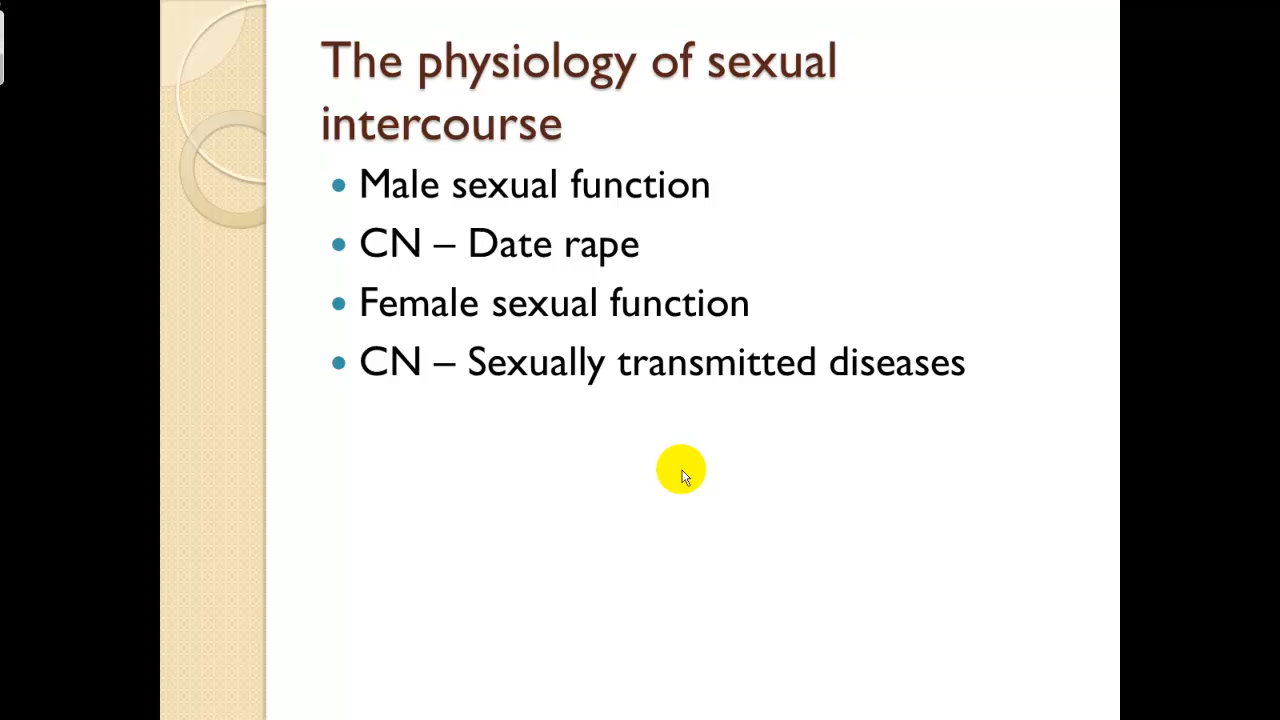 The physiology of sexual
intercourse
• Male sexual function
• CN – Date rape
• Female sexual function
• CN – Sexually transmitted diseases